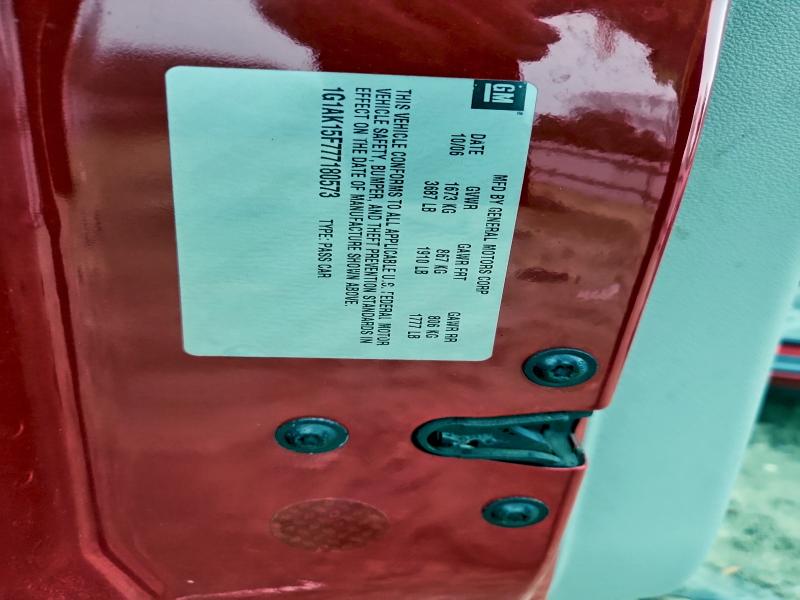 GM
MFD BY GENERAL MOTORS CORP
DATE GVWR GAWR FRT GAWR RR
10/06 1673 KG 867 KG 806 KG
3687 LB 1910 LB 1777 LB
THIS VEHICLE CONFORMS TO ALL APPLICABLE U.S. FEDERAL MOTOR
VEHICLE SAFETY, BUMPER, AND THEFT PREVENTION STANDARDS IN
EFFECT ON THE DATE OF MANUFACTURE SHOWN ABOVE.
1G1AK15F777180573 TYPE: PASS CAR